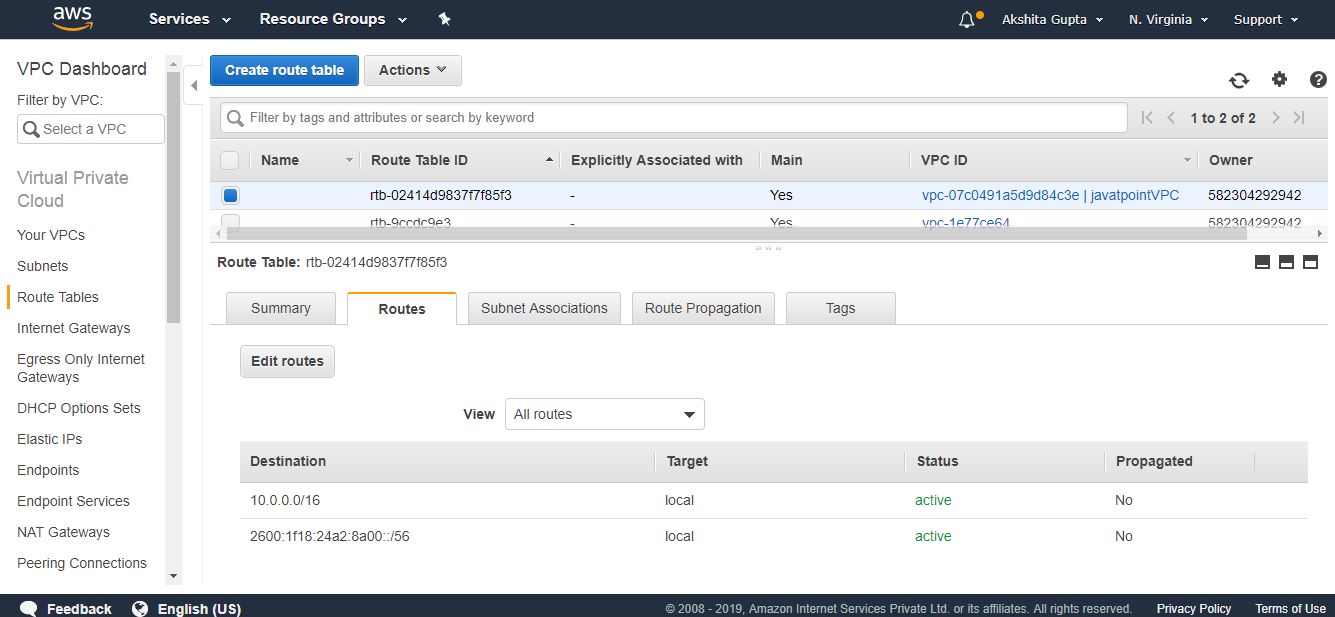 aws Services Resource Groups Akshita Gupta N. Virginia Support
VPC Dashboard
Filter by VPC:
Select a VPC
Virtual Private
Cloud
Your VPCs
Subnets
Route Tables
Internet Gateways
Egress Only Internet
Gateways
DHCP Options Sets
Elastic IPs
Endpoints
Endpoint Services
NAT Gateways
Peering Connections
Create route table Actions
Filter by tags and attributes or search by keyword 1 to 2 of 2
Name Route Table ID Explicitly Associated with Main VPC ID Owner
rtb-02414d9837f7f85f3 - Yes vpc-07c0491a5d9d84c3e | javatpointVPC 582304292942
rtb-9ccdc9e3 - Yes vpc-1e77ce64 582304292942
Route Table: rtb-02414d9837f7f85f3
Summary Routes Subnet Associations Route Propagation Tags
Edit routes
View All routes
Destination Target Status Propagated
10.0.0.0/16 local active No
2600:1f18:24a2:8a00::/56 local active No
Feedback English (US) © 2008 - 2019, Amazon Internet Services Private Ltd. or its affiliates. All rights reserved. Privacy Policy Terms of Use